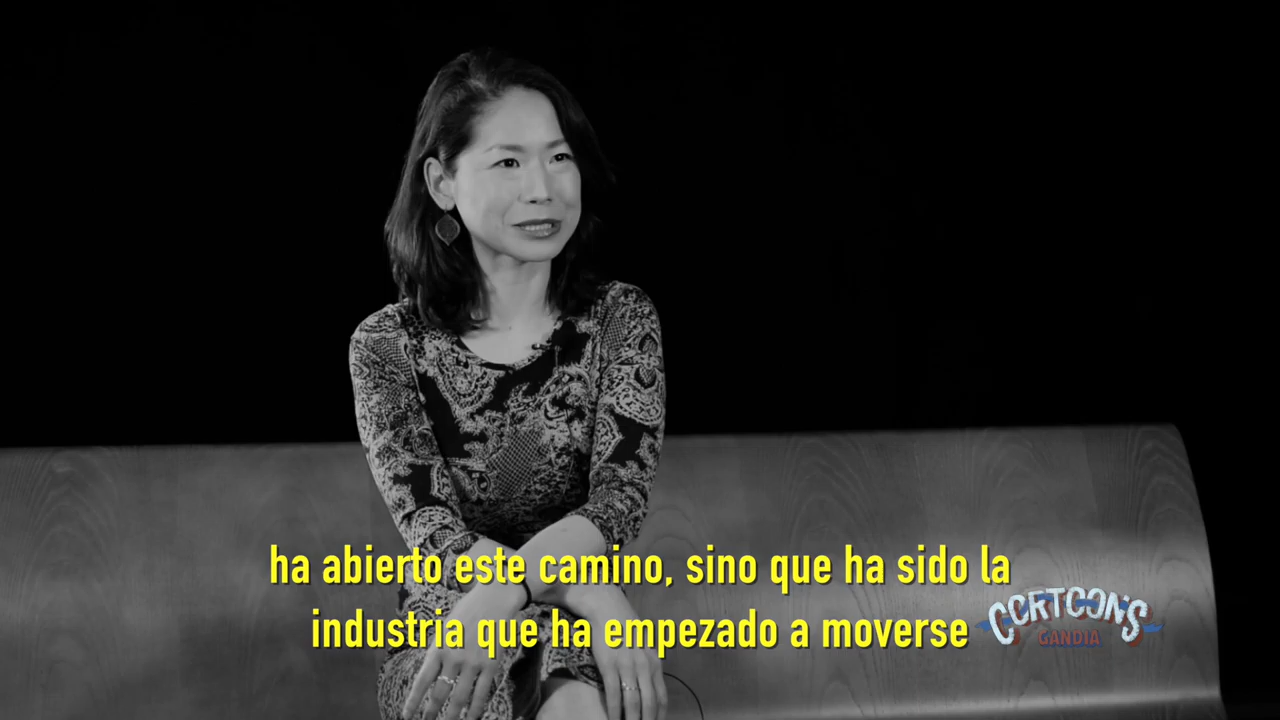 ha abierto este camino, sino que ha sido la
industria que ha empezado a moverse
CORTOONS
GANDIA